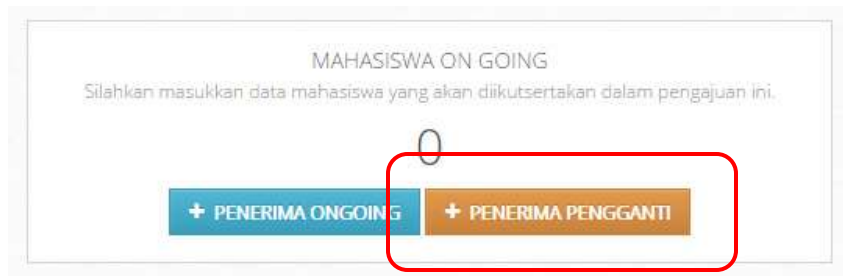 MAHASISWA ON GOING
Silahkan masukkan data mahasiswa yang akan diikutsertakan dalam pengajuan ini.
0
+ PENERIMA ONGOING + PENERIMA PENGGANTI